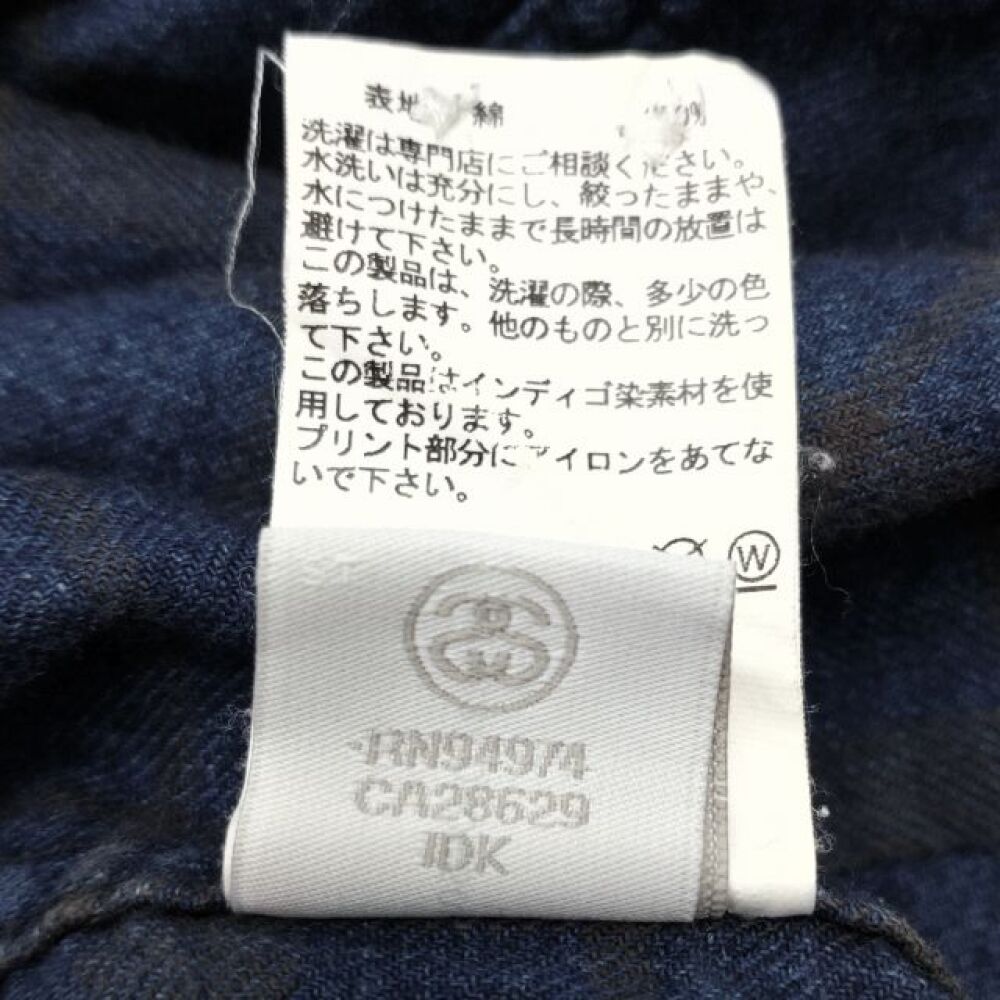 表地 綿
洗濯は専門店にご相談ください。
水洗いは充分にし、絞ったままや、
水につけたままで長時間の放置は
避けて下さい。
この製品は、洗濯の際、多少の色
落ちします。他のものと別に洗っ
て下さい。
この製品はインディゴ染素材を使
用しております。
プリント部分にアイロンをあてな
いで下さい。
W
RN94974
CA28629
IDK